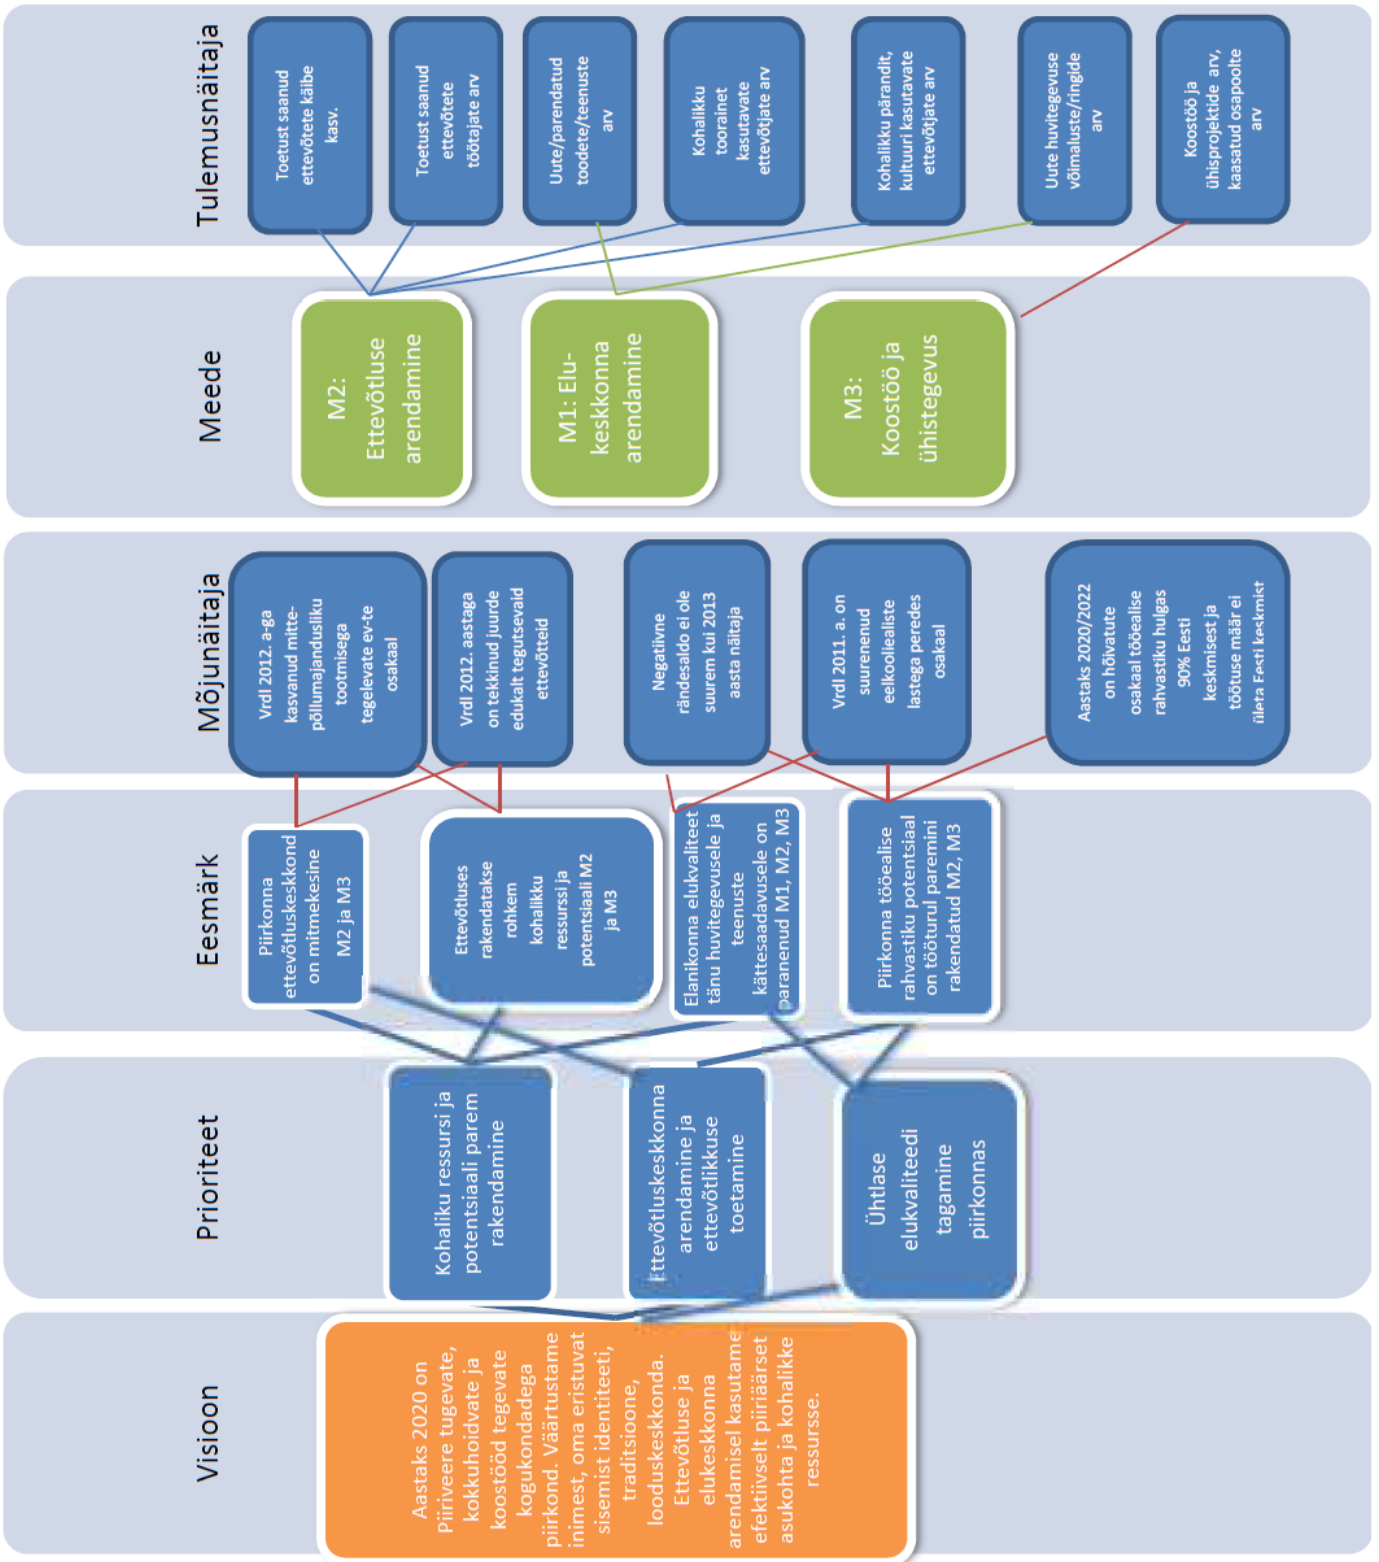 Visioon
Aastaks 2020 on
Piiriveere tugevate,
kokkuhoidvate ja
koostööd tegevate
kogukondadega
piirkond. Väärtustame
inimest, oma eristuvat
sisemist identiteeti,
traditsioone,
looduskeskkonda.
Ettevõtluse ja
elukeskkonna
arendamisel kasutame
efektiivselt piiriäärset
asukohta ja kohalikke
ressursse.
Prioriteet
Kohaliku ressursi ja
potentsiaali parem
rakendamine
Ettevõtluskeskkonna
arendamine ja
ettevõtlikkuse
toetamine
Ühtlase
elukvaliteedi
tagamine
piirkonnas
Eesmärk
Piirkonna
ettevõtluskeskkond
on mitmekesine
M2 ja M3
Ettevõtluses
rakendatakse
rohkem
kohalikku
ressurssi ja
potentsiaali M2
ja M3
Elanikonna elukvaliteet
tänu huvitegevusele ja
teenuste
kättesaadavusele on
paranenud M1, M2, M3
Piirkonna tööealise
rahvastiku potentsiaal
on tööturul paremini
rakendatud M2, M3
Mõjunäitaja
Vrdl 2012. a-ga
kasvanud mitte-
põllumajandusliku
tootmisega
tegelevate ev-te
osakaal
Vrdl 2012. aastaga
on tekkinud juurde
edukalt tegutsevaid
ettevõtteid
Negatiivne
rändesaldo ei ole
suurem kui 2013
aasta näitaja
Vrdl 2011. a. on
suurenenud
eelkooliealiste
lastega peredes
osakaal
Aastaks 2020/2022
on hõivatute
osakaal tööealise
rahvastiku hulgas
90% Eesti
keskmisest ja
töötuse määr ei
ületa Eesti keskmist
Meede
M2:
Ettevõtluse
arendamine
M1: Elu-
keskkonna
arendamine
M3:
Koostöö ja
ühistegevus
Tulemusnäitaja
Toetust saanud
ettevõtete käibe
kasv.
Toetust saanud
ettevõtete
töötajate arv
Uute/parendatud
toodete/teenuste
arv
Kohalikku
toorainet
kasutavate
ettevõtjate arv
Kohalikku pärandit,
kultuuri kasutavate
ettevõtjate arv
Uute huvitegevuse
võimaluste/ringide
arv
Koostöö ja
ühisprojektide arv,
kaasatud osapoolte
arv